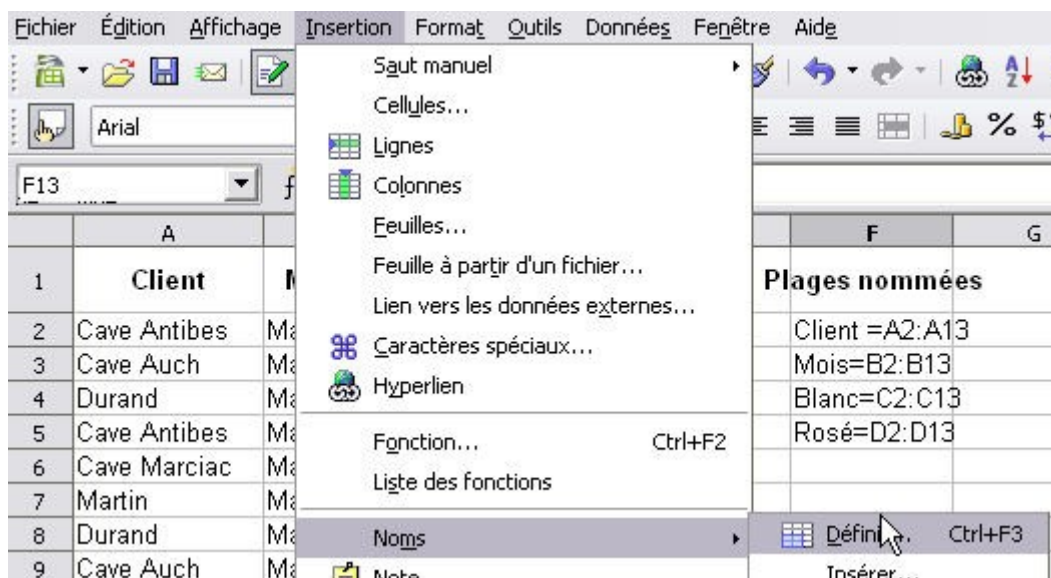 Fichier Édition Affichage Insertion Format Outils Données Fenêtre Aide
Saut manuel
Cellules...
Arial
%
Lignes
F13
Colonnes
Feuilles...
A F G
Feuille à partir d'un fichier...
1 Client Plages nommées
Lien vers les données externes...
2 Cave Antibes Client =A2:A13
Caractères spéciaux...
3 Cave Auch Mois=B2:B13
Hyperlien
4 Durand Blanc=C2:C13
5 Cave Antibes Rosé=D2:D13
Fonction... Ctrl+F2
6 Cave Marciac
Liste des fonctions
7 Martin
8 Durand
Noms
Ctrl+F3
9 Cave Auch
Note
Insérer...